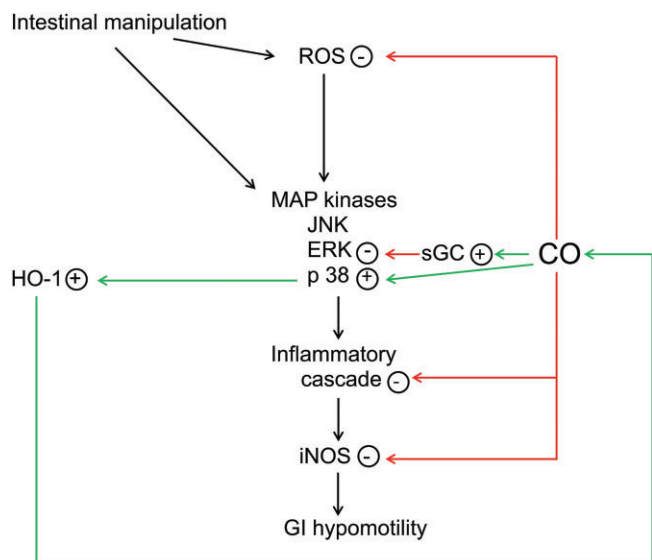 Intestinal manipulation
ROS -
MAP kinases
JNK
ERK -
sGC +
CO
HO-1 +
p 38 +
Inflammatory
cascade -
iNOS -
GI hypomotility